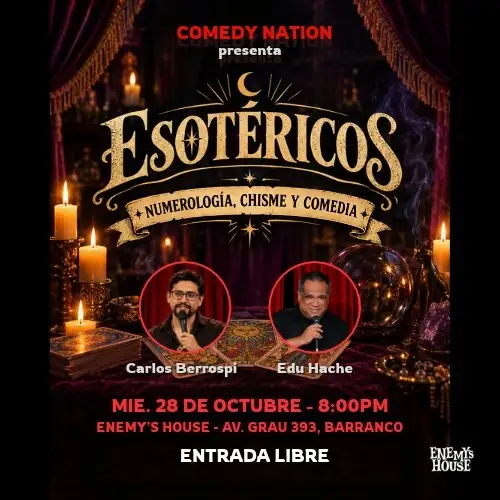 COMEDY NATION
presenta
ESOTÉRICOS
NUMEROLOGÍA, CHISME Y COMEDIA
Carlos Berrospi
Edu Hache
MIE. 28 DE OCTUBRE - 8:00PM
ENEMY'S HOUSE - AV. GRAU 393, BARRANCO
ENTRADA LIBRE
ENEMY'S
HOUSE